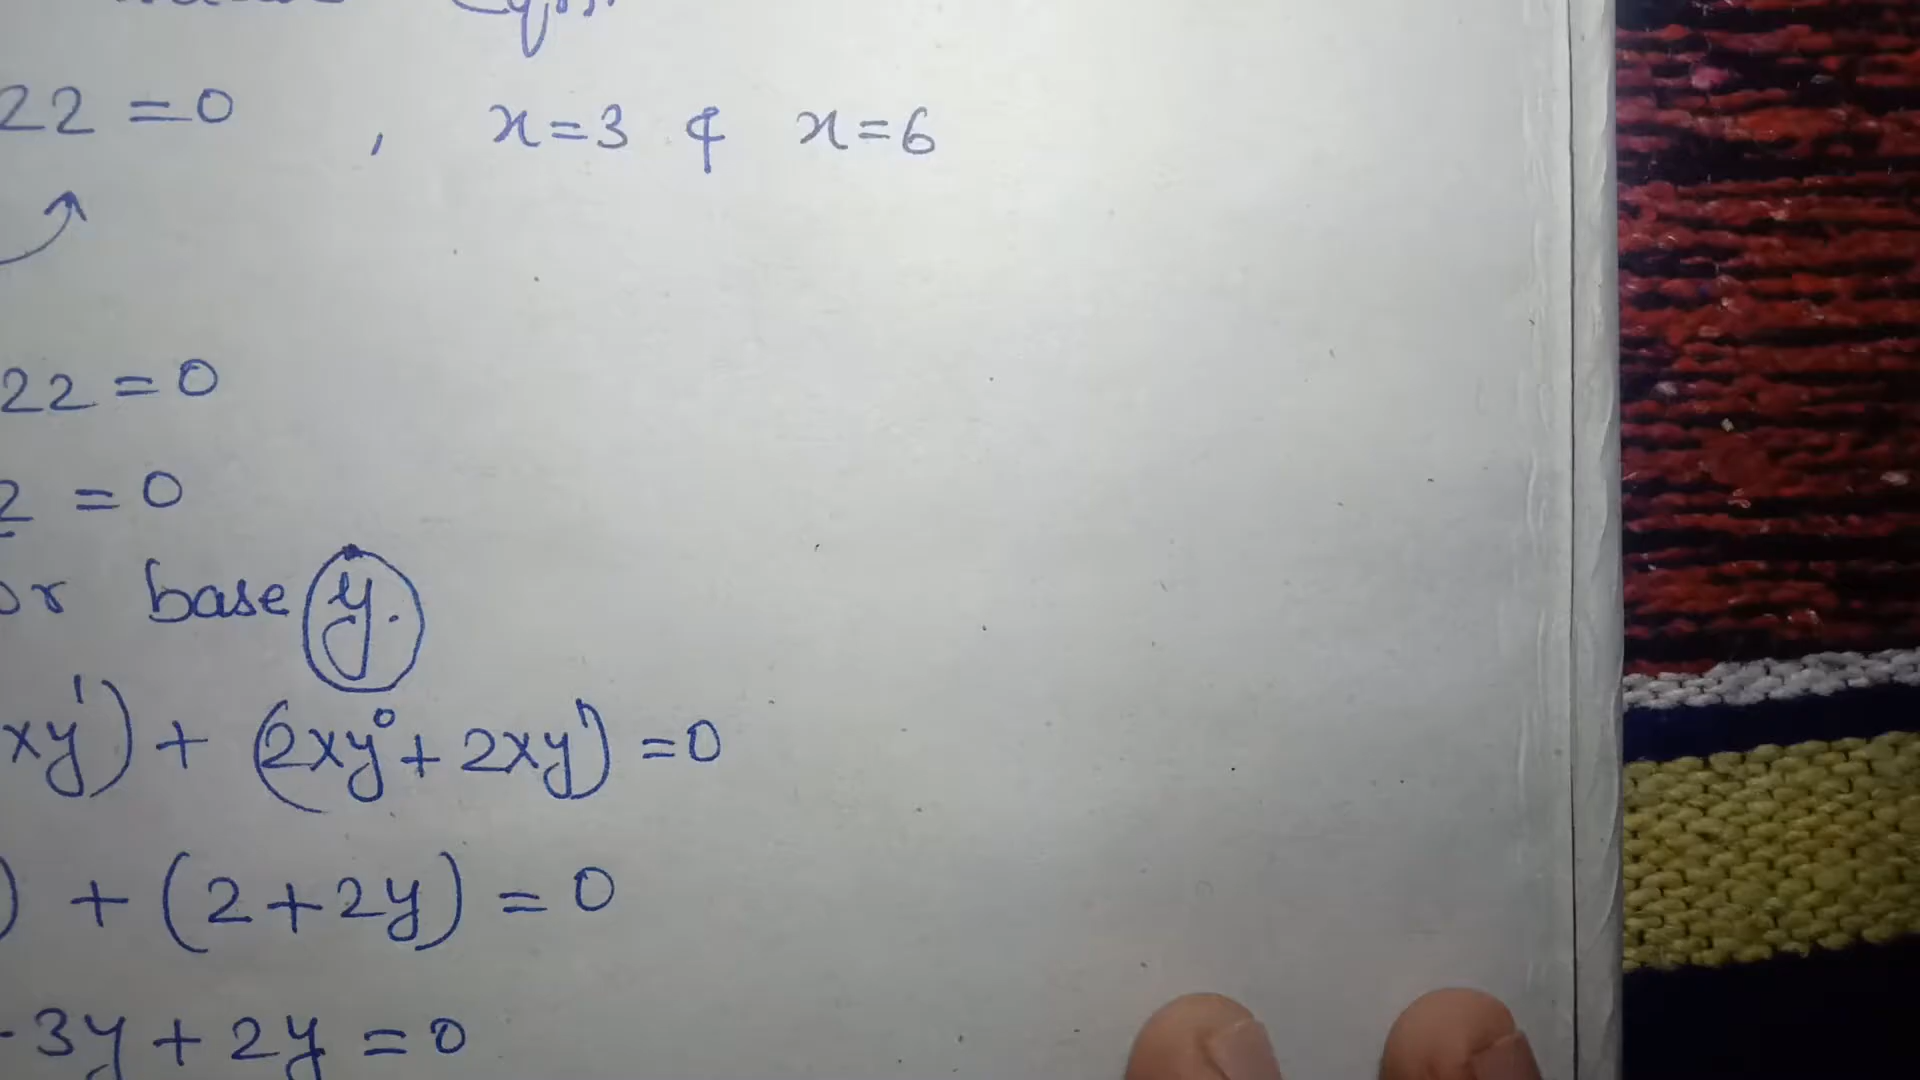 22 = 0 , x = 3 & x = 6
22 = 0
2 = 0
or base y.
xy¹) + (2xy⁰ + 2xy¹) = 0
) + (2 + 2y) = 0
- 3y + 2y = 0